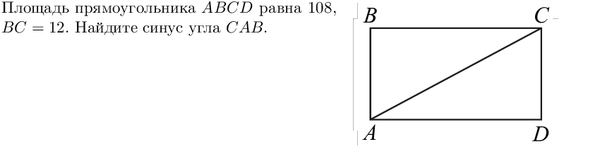 Площадь прямоугольника ABCD равна 108,
BC = 12. Найдите синус угла CAB.
B C
A D